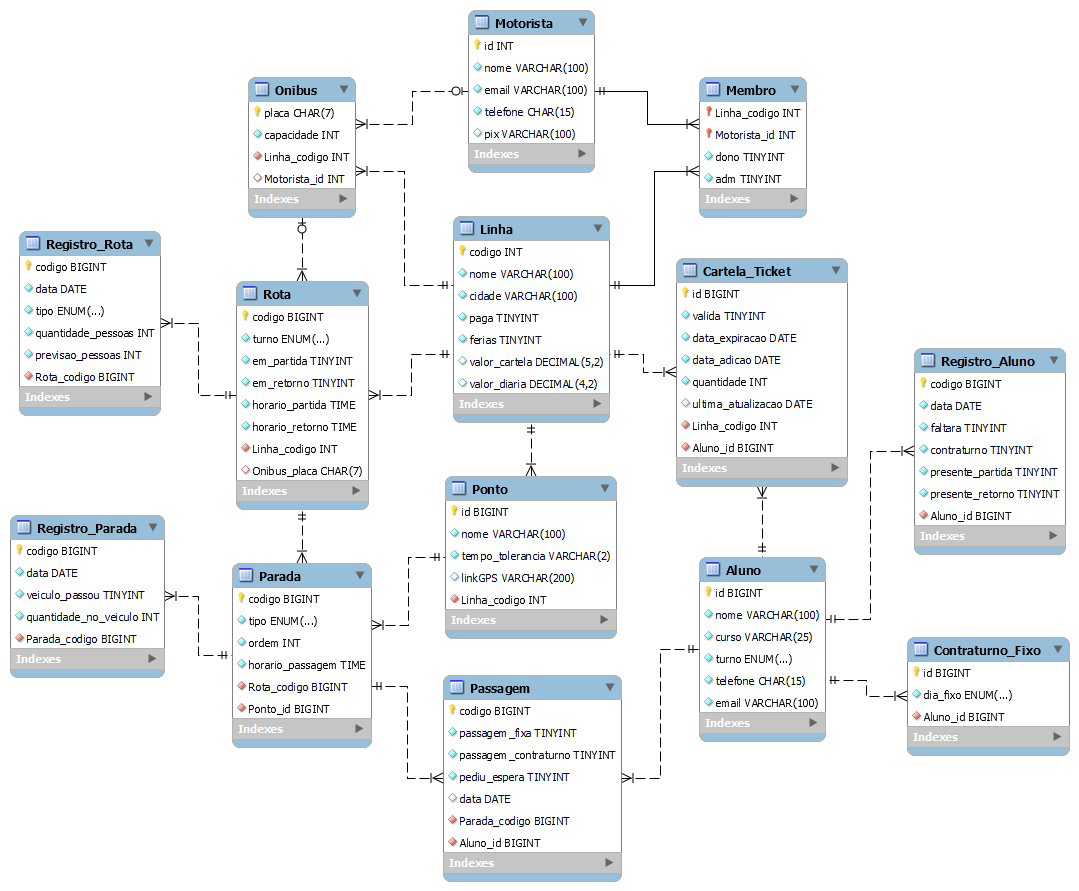 Motorista
id INT
nome VARCHAR(100)
email VARCHAR(100)
telefone CHAR(15)
pix VARCHAR(100)
Indexes
Onibus
placa CHAR(7)
capacidade INT
Linha_codigo INT
Motorista_id INT
Indexes
Membro
Linha_codigo INT
Motorista_id INT
dono TINYINT
adm TINYINT
Indexes
Linha
codigo INT
nome VARCHAR(100)
cidade VARCHAR(100)
paga TINYINT
ferias TINYINT
valor_cartela DECIMAL(5,2)
valor_diaria DECIMAL(4,2)
Indexes
Registro_Rota
codigo BIGINT
data DATE
tipo ENUM(...)
quantidade_pessoas INT
previsao_pessoas INT
Rota_codigo BIGINT
Indexes
Rota
codigo BIGINT
turno ENUM(...)
em_partida TINYINT
em_retorno TINYINT
horario_partida TIME
horario_retorno TIME
Linha_codigo INT
Onibus_placa CHAR(7)
Indexes
Cartela_Ticket
id BIGINT
valida TINYINT
data_expiracao DATE
data_adicao DATE
quantidade INT
ultima_atualizacao DATE
Linha_codigo INT
Aluno_id BIGINT
Indexes
Registro_Aluno
codigo BIGINT
data DATE
faltara TINYINT
contraturno TINYINT
presente_partida TINYINT
presente_retorno TINYINT
Aluno_id BIGINT
Indexes
Ponto
id BIGINT
nome VARCHAR(100)
tempo_tolerancia VARCHAR(2)
linkGPS VARCHAR(200)
Linha_codigo INT
Indexes
Registro_Parada
codigo BIGINT
data DATE
veiculo_passou TINYINT
quantidade_no_veiculo INT
Parada_codigo BIGINT
Indexes
Parada
codigo BIGINT
tipo ENUM(...)
ordem INT
horario_passagem TIME
Rota_codigo BIGINT
Ponto_id BIGINT
Indexes
Aluno
id BIGINT
nome VARCHAR(100)
curso VARCHAR(25)
turno ENUM(...)
telefone CHAR(15)
email VARCHAR(100)
Indexes
Contraturno_Fixo
id BIGINT
dia_fixo ENUM(...)
Aluno_id BIGINT
Indexes
Passagem
codigo BIGINT
passagem_fixa TINYINT
passagem_contraturno TINYINT
pediu_espera TINYINT
data DATE
Parada_codigo BIGINT
Aluno_id BIGINT
Indexes